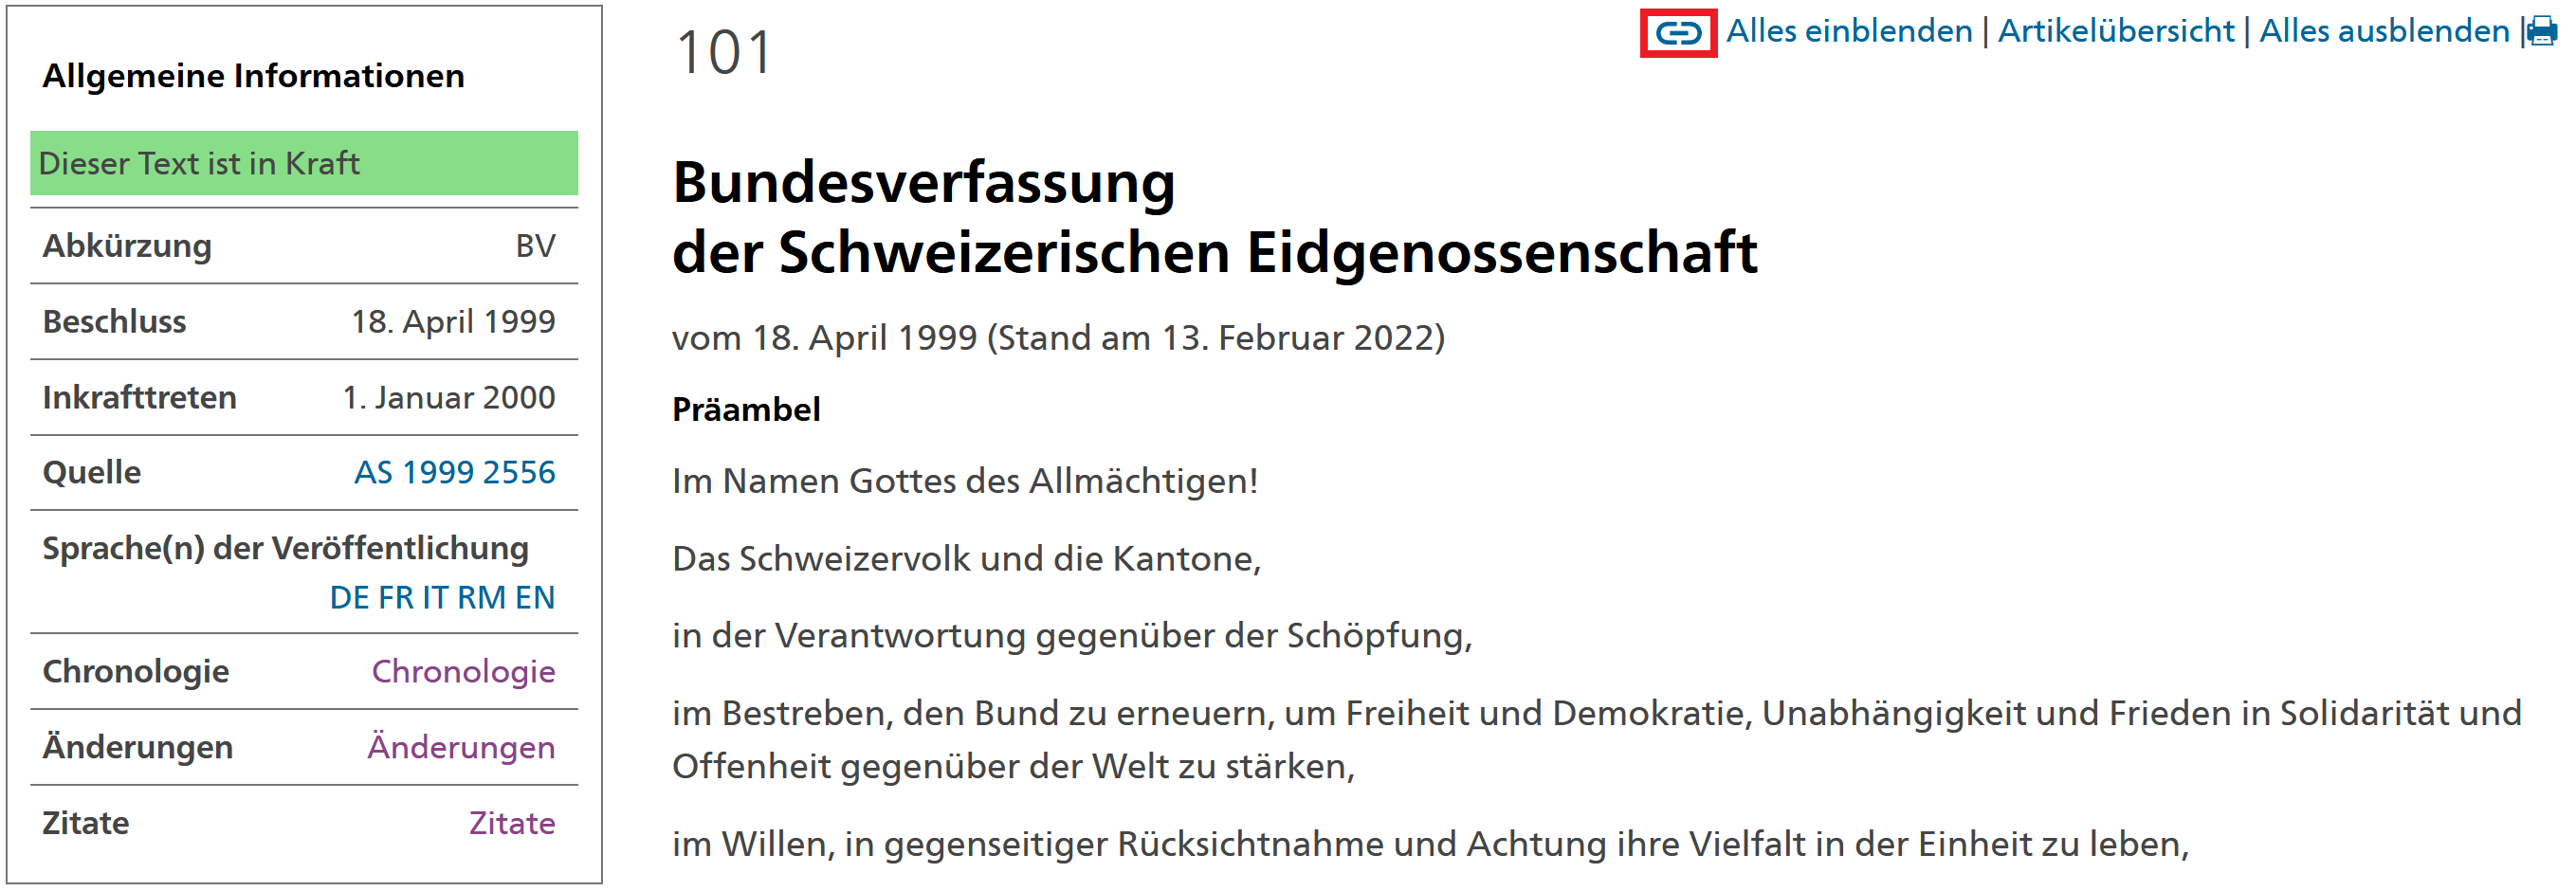 Allgemeine Informationen
Dieser Text ist in Kraft
Abkürzung BV
Beschluss 18. April 1999
Inkrafttreten 1. Januar 2000
Quelle AS 1999 2556
Sprache(n) der Veröffentlichung
DE FR IT RM EN
Chronologie Chronologie
Änderungen Änderungen
Zitate Zitate
Alles einblenden | Artikelübersicht | Alles ausblenden |
101
Bundesverfassung
der Schweizerischen Eidgenossenschaft
vom 18. April 1999 (Stand am 13. Februar 2022)
Präambel
Im Namen Gottes des Allmächtigen!
Das Schweizervolk und die Kantone,
in der Verantwortung gegenüber der Schöpfung,
im Bestreben, den Bund zu erneuern, um Freiheit und Demokratie, Unabhängigkeit und Frieden in Solidarität und
Offenheit gegenüber der Welt zu stärken,
im Willen, in gegenseitiger Rücksichtnahme und Achtung ihre Vielfalt in der Einheit zu leben,